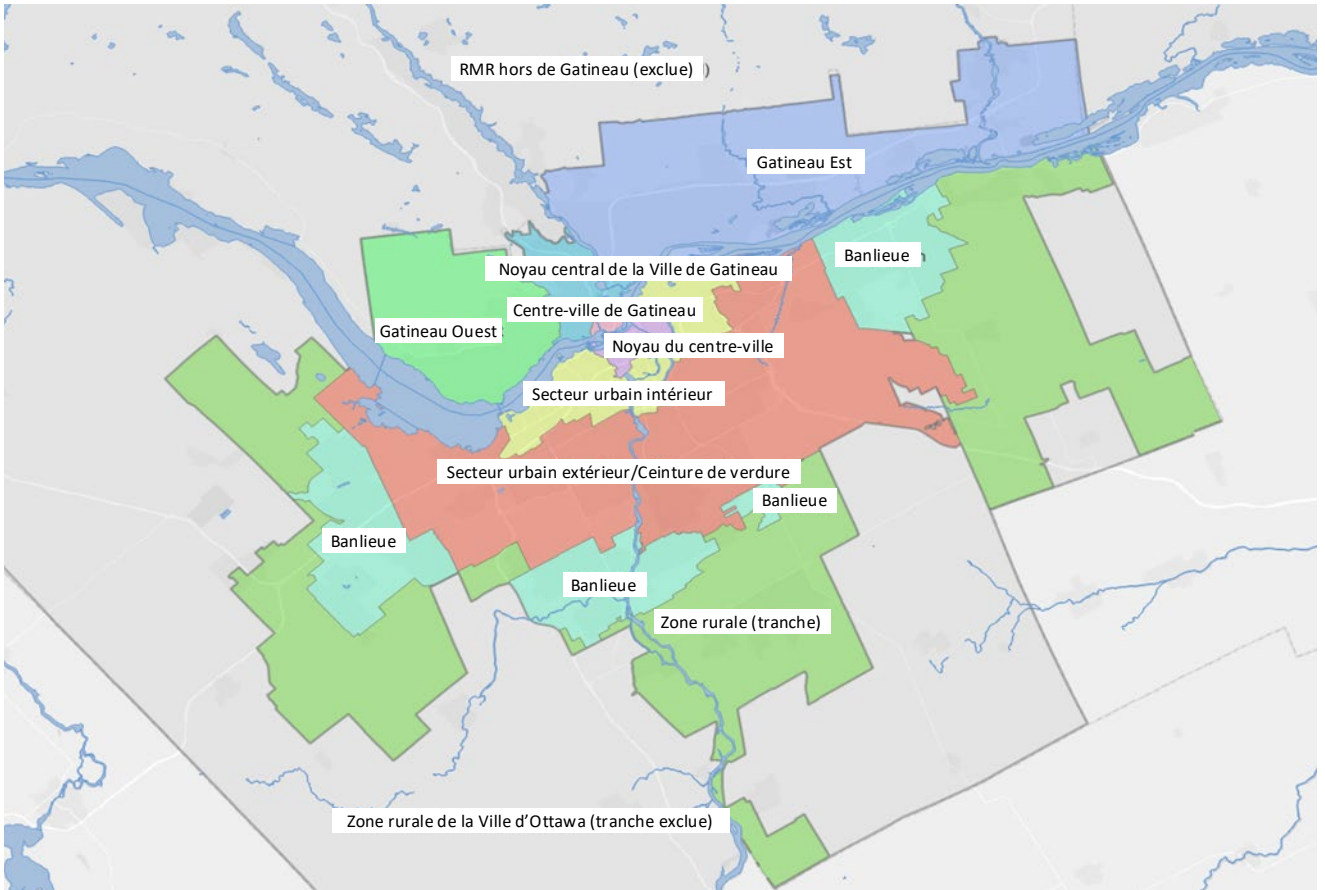 RMR hors de Gatineau (exclue)
Gatineau Est
Banlieue
Noyau central de la Ville de Gatineau
Centre-ville de Gatineau
Gatineau Ouest
Noyau du centre-ville
Secteur urbain intérieur
Secteur urbain extérieur/Ceinture de verdure
Banlieue
Banlieue
Banlieue
Zone rurale (tranche)
Zone rurale de la Ville d’Ottawa (tranche exclue)